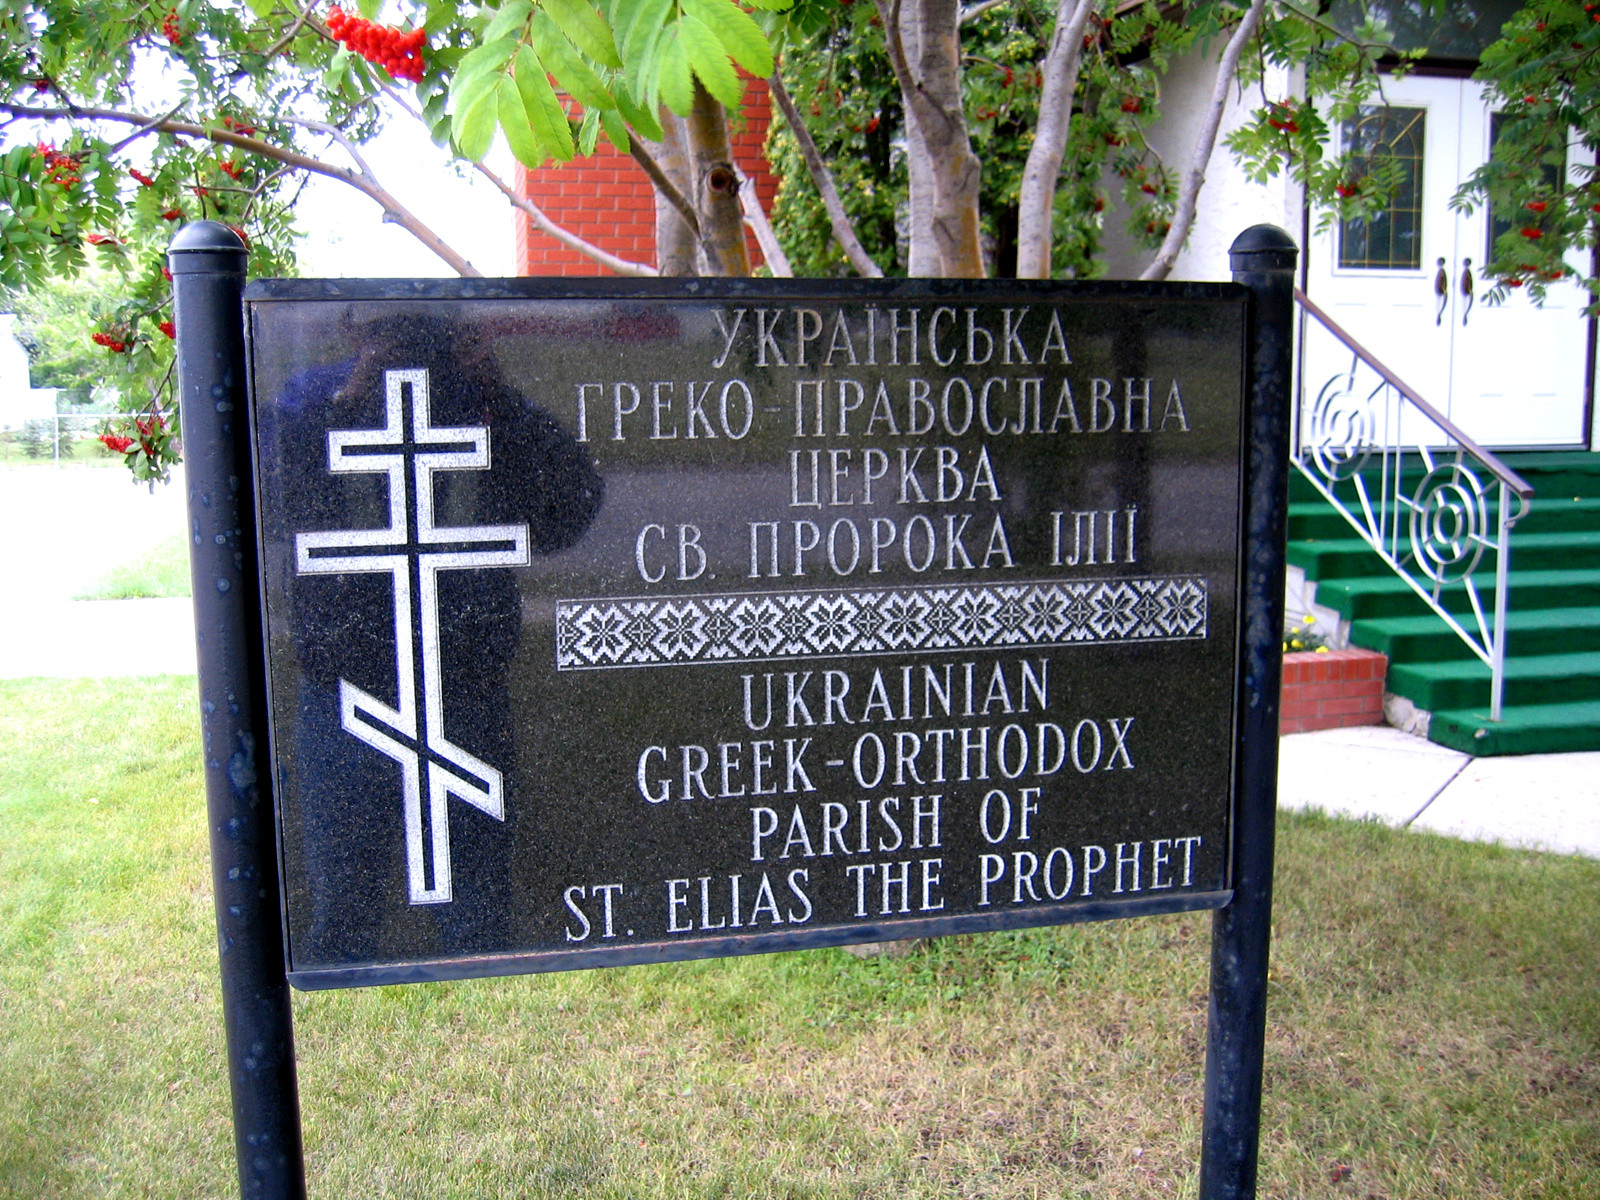 УКРАЇНСЬКА
ГРЕКО-ПРАВОСЛАВНА
ЦЕРКВА
СВ. ПРОРОКА ІЛІЇ
UKRAINIAN
GREEK-ORTHODOX
PARISH OF
ST. ELIAS THE PROPHET